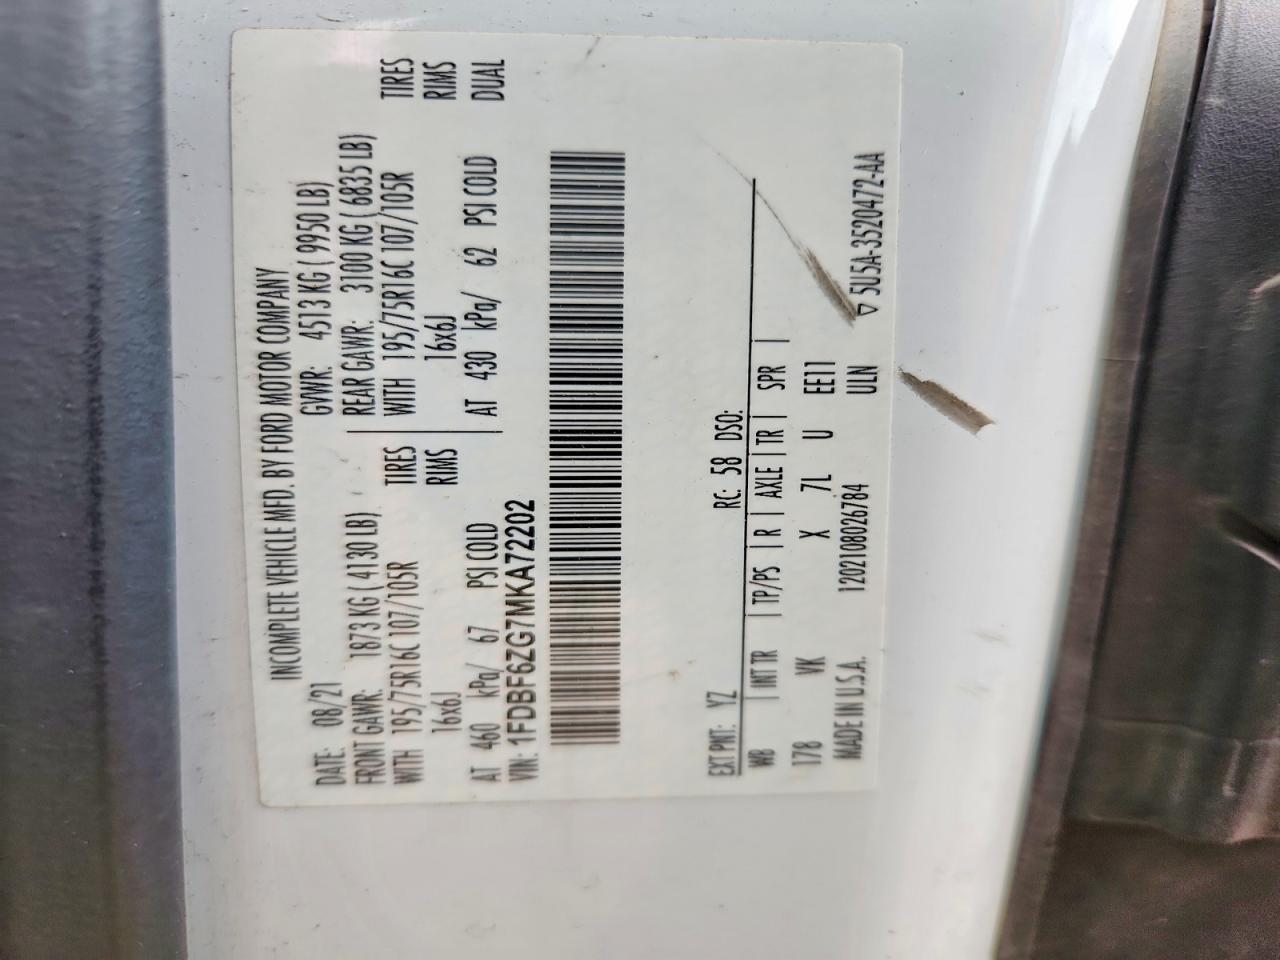 INCOMPLETE VEHICLE MFD. BY FORD MOTOR COMPANY
DATE: 08/21 GVWR: 4513 KG ( 9950 LB)
FRONT GAWR: 1873 KG ( 4130 LB) REAR GAWR: 3100 KG ( 6835 LB)
WITH 195/75R16C 107/105R TIRES WITH 195/75R16C 107/105R TIRES
16x6J RIMS 16x6J RIMS
AT 460 kPa/ 67 PSI COLD AT 430 kPa/ 62 PSI COLD DUAL
VIN: 1FDBF6ZG7MKA72202
EXT PNT: YZ RC: 58 DSO:
WB | INT TR | TP/PS | R | AXLE | TR | SPR |
178 VK X 7L U EE11
MADE IN U.S.A. 1202108026784 ULN ▽ 5U5A-3520472-AA